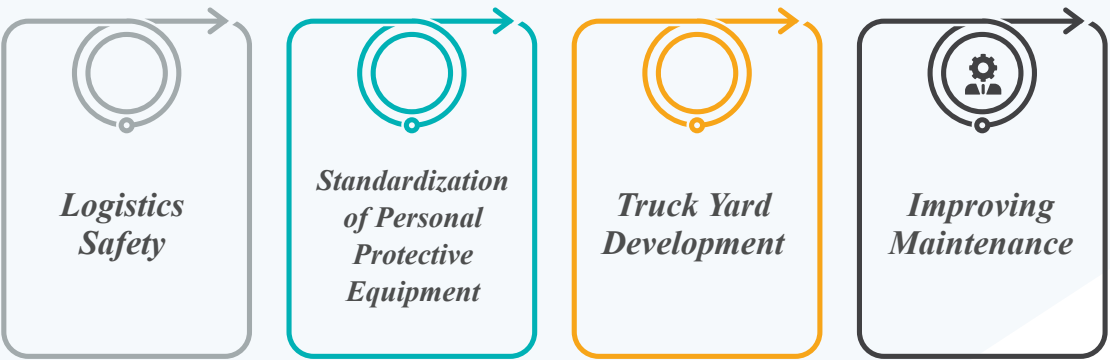 Logistics
Safety
Standardization
of Personal
Protective
Equipment
Truck Yard
Development
Improving
Maintenance